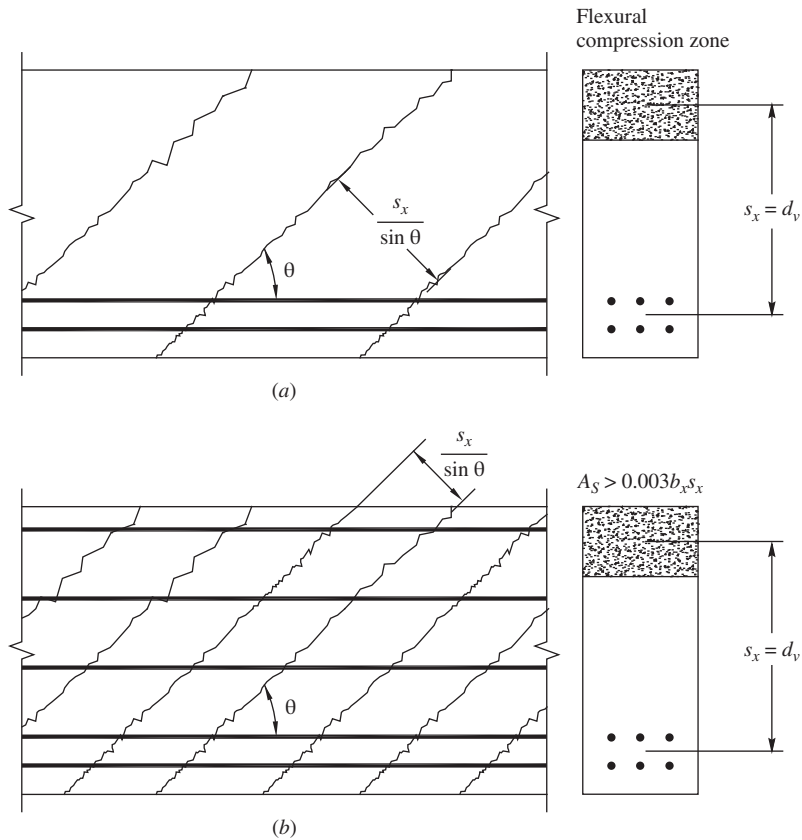 Flexural
compression zone
s_x / sin θ
θ
s_x = d_v
(a)
s_x / sin θ
A_S > 0.003b_x s_x
θ
s_x = d_v
(b)